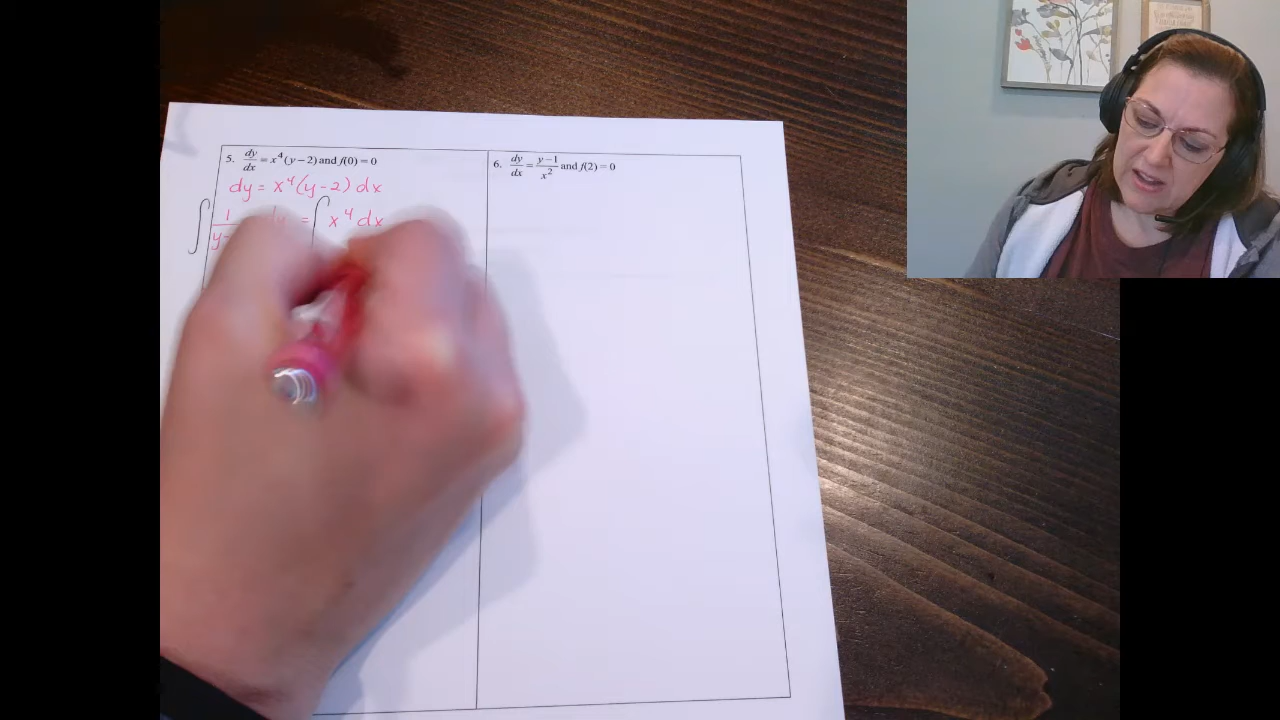 5. dy/dx = x⁴(y−2) and f(0) = 0
dy = x⁴(y−2) dx
∫ 1 = ∫ x⁴ dx
6. dy/dx = y−1/x² and f(2) = 0